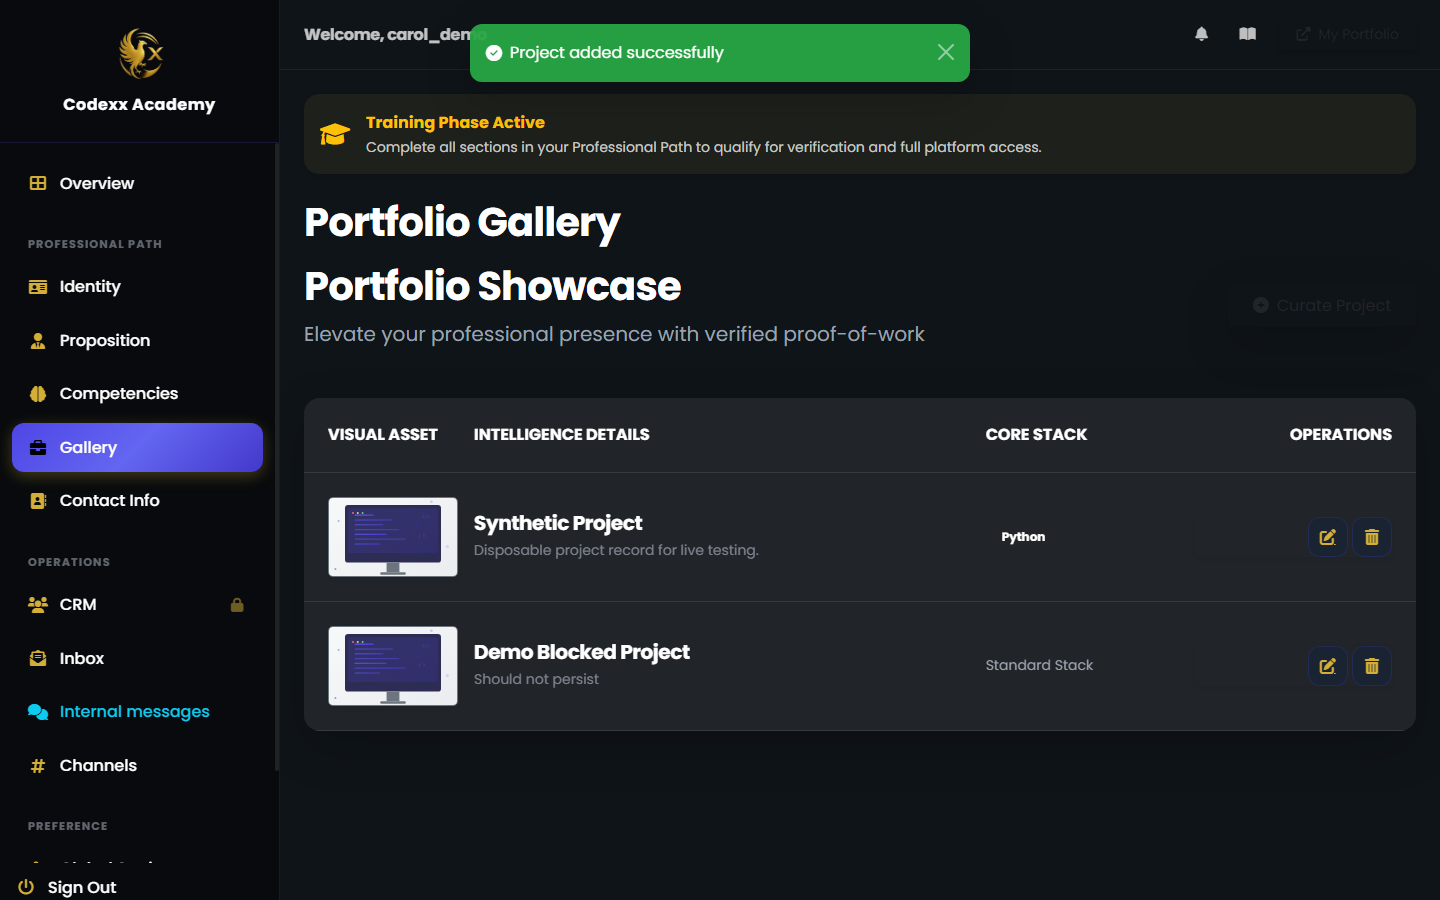 Codexx Academy
Overview
PROFESSIONAL PATH
Identity
Proposition
Competencies
Gallery
Contact Info
OPERATIONS
CRM
Inbox
Internal messages
Channels
PREFERENCE
Sign Out
Welcome, carol_demo
Project added successfully
My Portfolio
Training Phase Active
Complete all sections in your Professional Path to qualify for verification and full platform access.
Portfolio Gallery
Portfolio Showcase
Elevate your professional presence with verified proof-of-work
Curate Project
VISUAL ASSET INTELLIGENCE DETAILS CORE STACK OPERATIONS
Synthetic Project
Disposable project record for live testing.
Python
Demo Blocked Project
Should not persist
Standard Stack